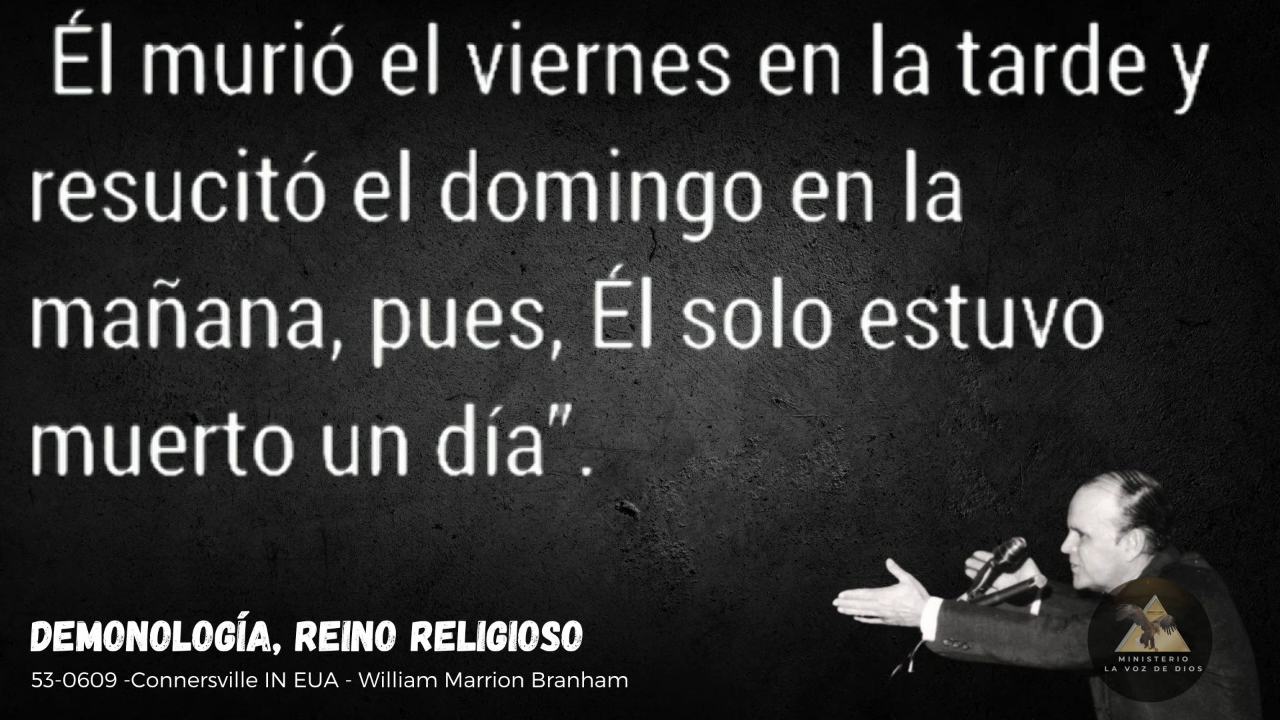 Él murió el viernes en la tarde y
resucitó el domingo en la
mañana, pues, Él solo estuvo
muerto un día”.
DEMONOLOGÍA, REINO RELIGIOSO
53-0609 -Connersville IN EUA - William Marrion Branham
MINISTERIO
LA VOZ DE DIOS